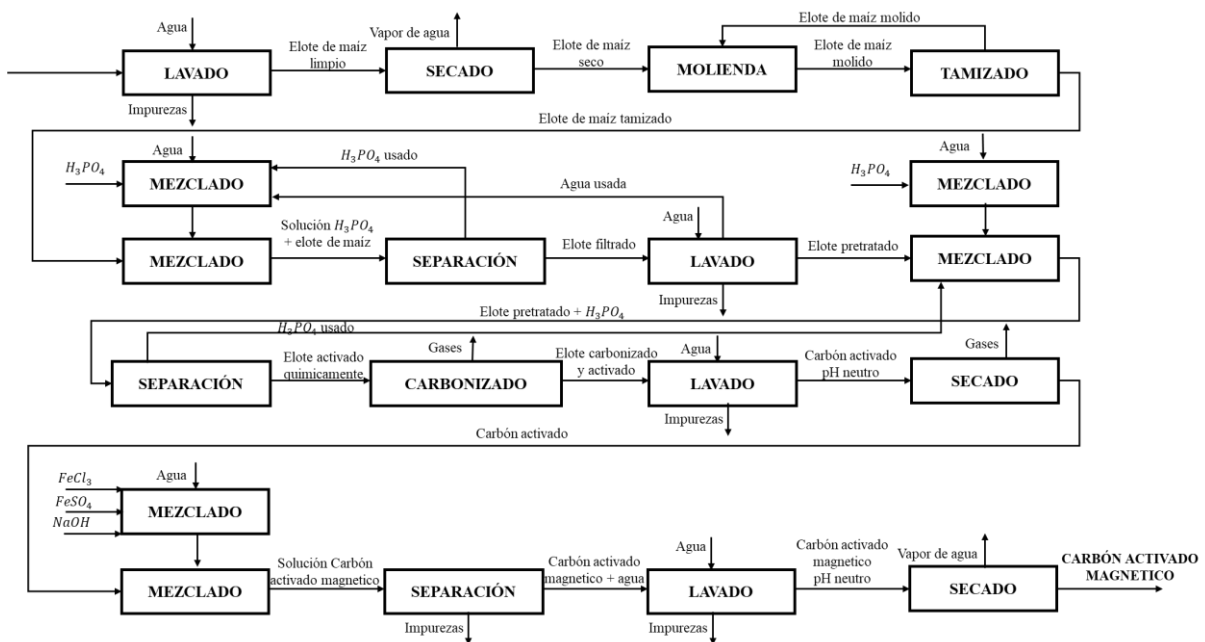 Elote de maíz molido
Agua
Vapor de agua
Elote de maíz
limpio
Elote de maíz
seco
Elote de maíz
molido
LAVADO
SECADO
MOLIENDA
TAMIZADO
Impurezas
Elote de maíz tamizado
Agua
H₃PO₄ usado
Agua
H₃PO₄
MEZCLADO
H₃PO₄
MEZCLADO
Agua usada
Agua
Solución H₃PO₄
+ elote de maíz
Elote filtrado
Elote pretratado
MEZCLADO
SEPARACIÓN
LAVADO
MEZCLADO
Impurezas
Elote pretratado + H₃PO₄
H₃PO₄ usado
Gases
Agua
Gases
Elote activado
quimicamente
Elote carbonizado
y activado
Carbón activado
pH neutro
SEPARACIÓN
CARBONIZADO
LAVADO
SECADO
Impurezas
Carbón activado
FeCl₃
FeSO₄
NaOH
Agua
MEZCLADO
Solución Carbón
activado magnetico
Carbón activado
magnetico + agua
Agua
Carbón activado
magnetico
pH neutro
Vapor de agua
CARBÓN ACTIVADO
MAGNETICO
MEZCLADO
SEPARACIÓN
LAVADO
SECADO
Impurezas
Impurezas